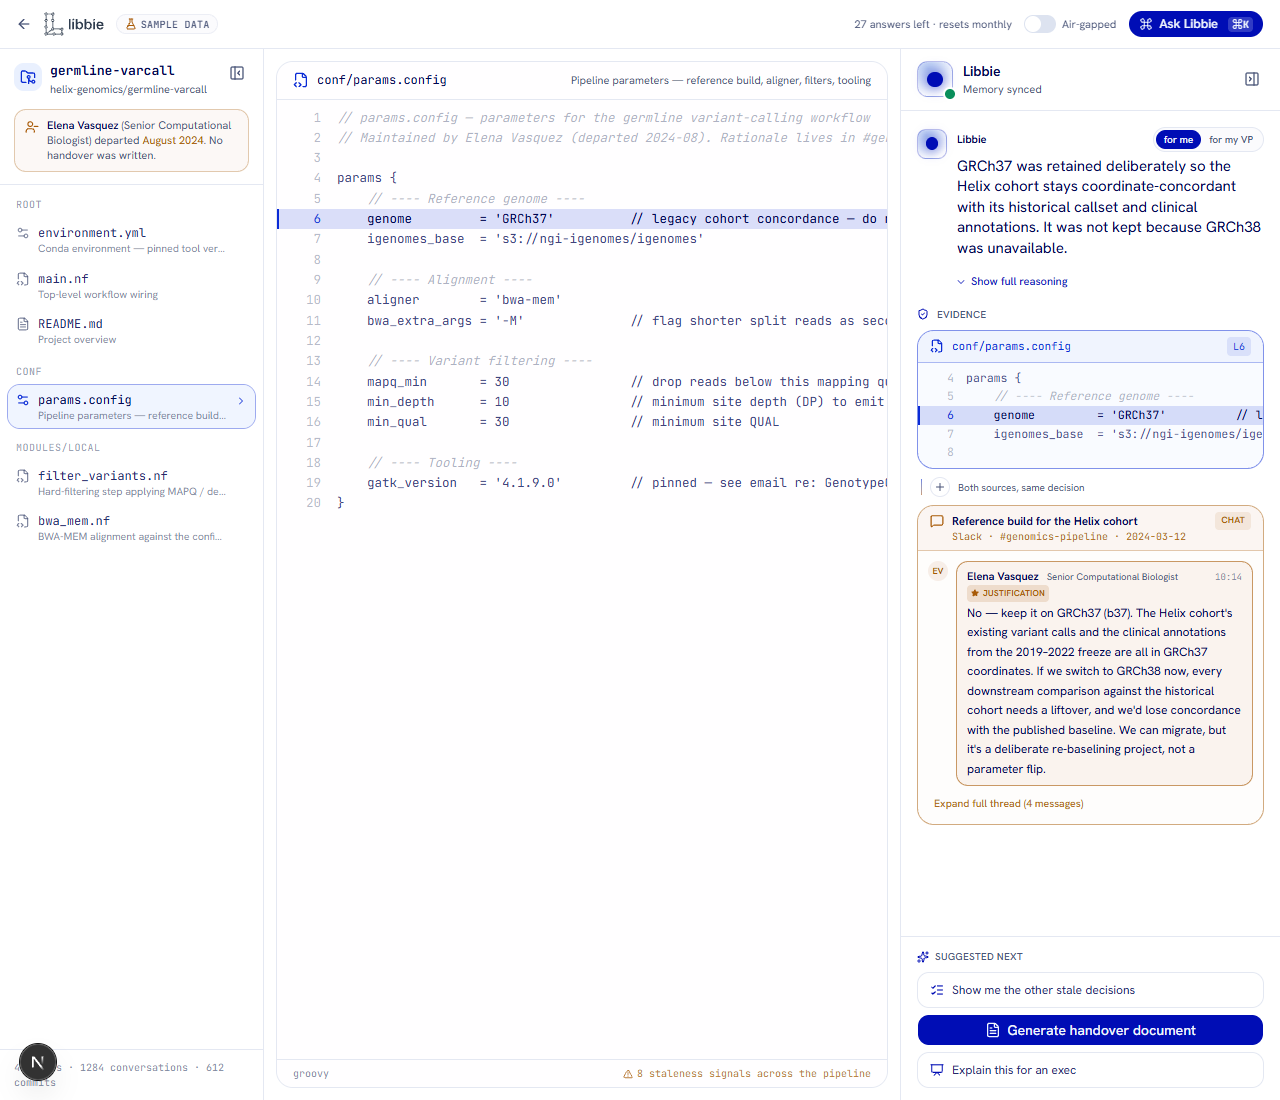 libbie
SAMPLE DATA
27 answers left · resets monthly
Air-gapped
Ask Libbie ⌘K
germline-varcall
helix-genomics/germline-varcall
Elena Vasquez (Senior Computational
Biologist) departed August 2024. No
handover was written.
ROOT
environment.yml
Conda environment — pinned tool ver...
main.nf
Top-level workflow wiring
README.md
Project overview
CONF
params.config
Pipeline parameters — reference build...
MODULES/LOCAL
filter_variants.nf
Hard-filtering step applying MAPQ / de...
bwa_mem.nf
BWA-MEM alignment against the confi...
· 1284 conversations · 612
commits
N
conf/params.config
Pipeline parameters — reference build, aligner, filters, tooling
1 // params.config — parameters for the germline variant-calling workflow
2 // Maintained by Elena Vasquez (departed 2024-08). Rationale lives in
3
4 params {
5 // ---- Reference genome ----
6 genome = 'GRCh37' // legacy cohort concordance — do
7 igenomes_base = 's3://ngi-igenomes/igenomes'
8
9 // ---- Alignment ----
10 aligner = 'bwa-mem'
11 bwa_extra_args = '-M' // flag shorter split reads as
12
13 // ---- Variant filtering ----
14 mapq_min = 30 // drop reads below this mapping
15 min_depth = 10 // minimum site depth (DP) to emit
16 min_qual = 30 // minimum site QUAL
17
18 // ---- Tooling ----
19 gatk_version = '4.1.9.0' // pinned — see email re:
20 }
groovy
8 staleness signals across the pipeline
Libbie
Memory synced
Libbie
for me
for my VP
GRCh37 was retained deliberately so the
Helix cohort stays coordinate-concordant
with its historical callset and clinical
annotations. It was not kept because GRCh38
was unavailable.
Show full reasoning
EVIDENCE
conf/params.config
L6
4 params {
5 // ---- Reference genome ----
6 genome = 'GRCh37' //
7 igenomes_base = 's3://ngi-igenomes/ige
8
Both sources, same decision
Reference build for the Helix cohort
CHAT
Slack · #genomics-pipeline · 2024-03-12
EV
Elena Vasquez Senior Computational Biologist 10:14
JUSTIFICATION
No — keep it on GRCh37 (b37). The Helix cohort's
existing variant calls and the clinical annotations
from the 2019–2022 freeze are all in GRCh37
coordinates. If we switch to GRCh38 now, every
downstream comparison against the historical
cohort needs a liftover, and we'd lose concordance
with the published baseline. We can migrate, but
it's a deliberate re-baselining project, not a
parameter flip.
Expand full thread (4 messages)
SUGGESTED NEXT
Show me the other stale decisions
Generate handover document
Explain this for an exec